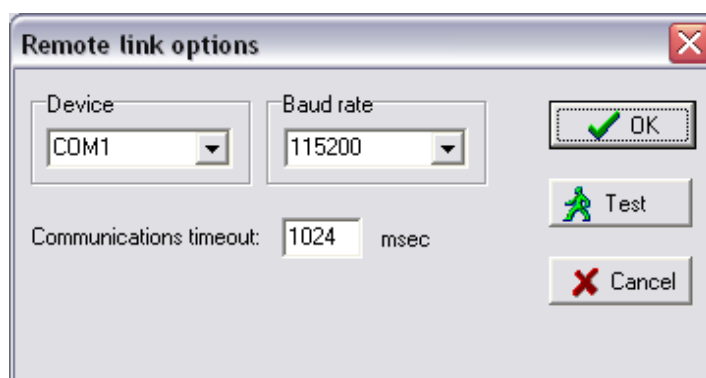 Remote link options
Device
COM1
Baud rate
115200
OK
Test
Communications timeout: 1024 msec
Cancel